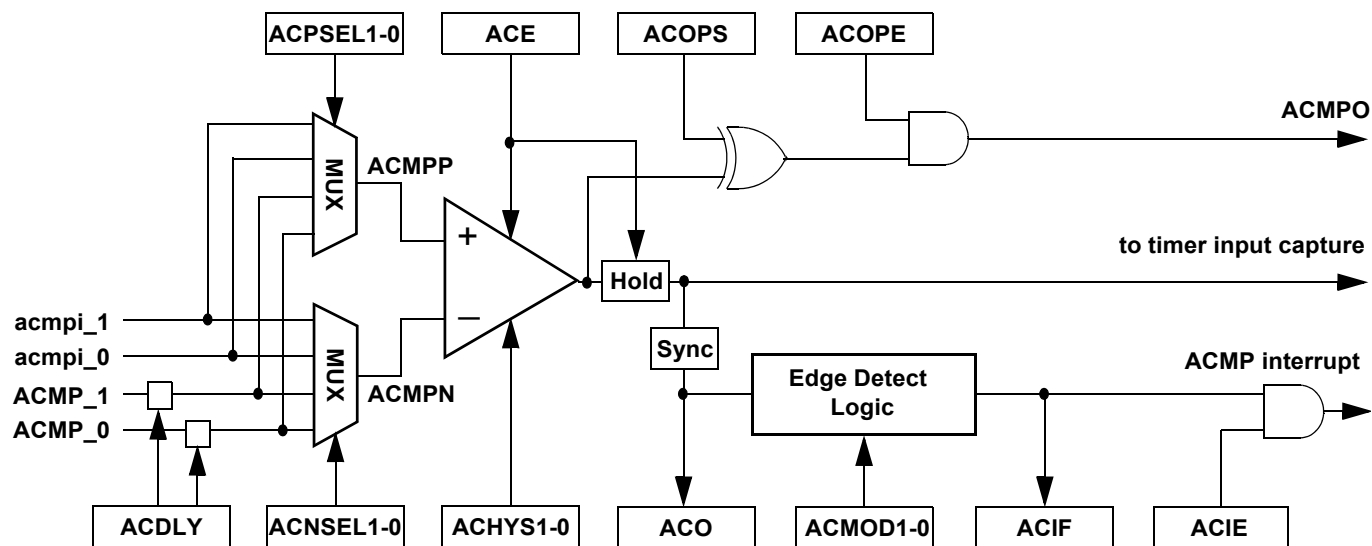 ACPSEL1-0
ACE
ACOPS
ACOPE
ACMPO
MUX
ACMPP
+
to timer input capture
Hold
acmpi_1
acmpi_0
ACMP_1
ACMP_0
MUX
ACMPN
−
Sync
Edge Detect
Logic
ACMP interrupt
ACDLY
ACNSEL1-0
ACHYS1-0
ACO
ACMOD1-0
ACIF
ACIE